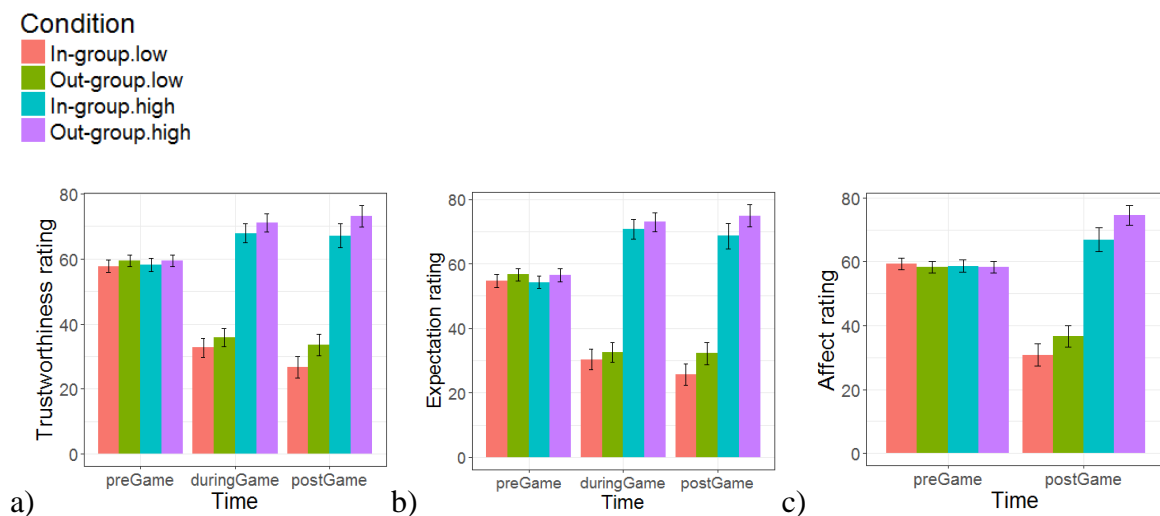 Condition
In-group.low
Out-group.low
In-group.high
Out-group.high
a)
Trustworthiness rating
80
60
40
20
0
preGame duringGame postGame
Time
b)
Expectation rating
80
60
40
20
0
preGame duringGame postGame
Time
c)
Affect rating
80
60
40
20
0
preGame postGame
Time